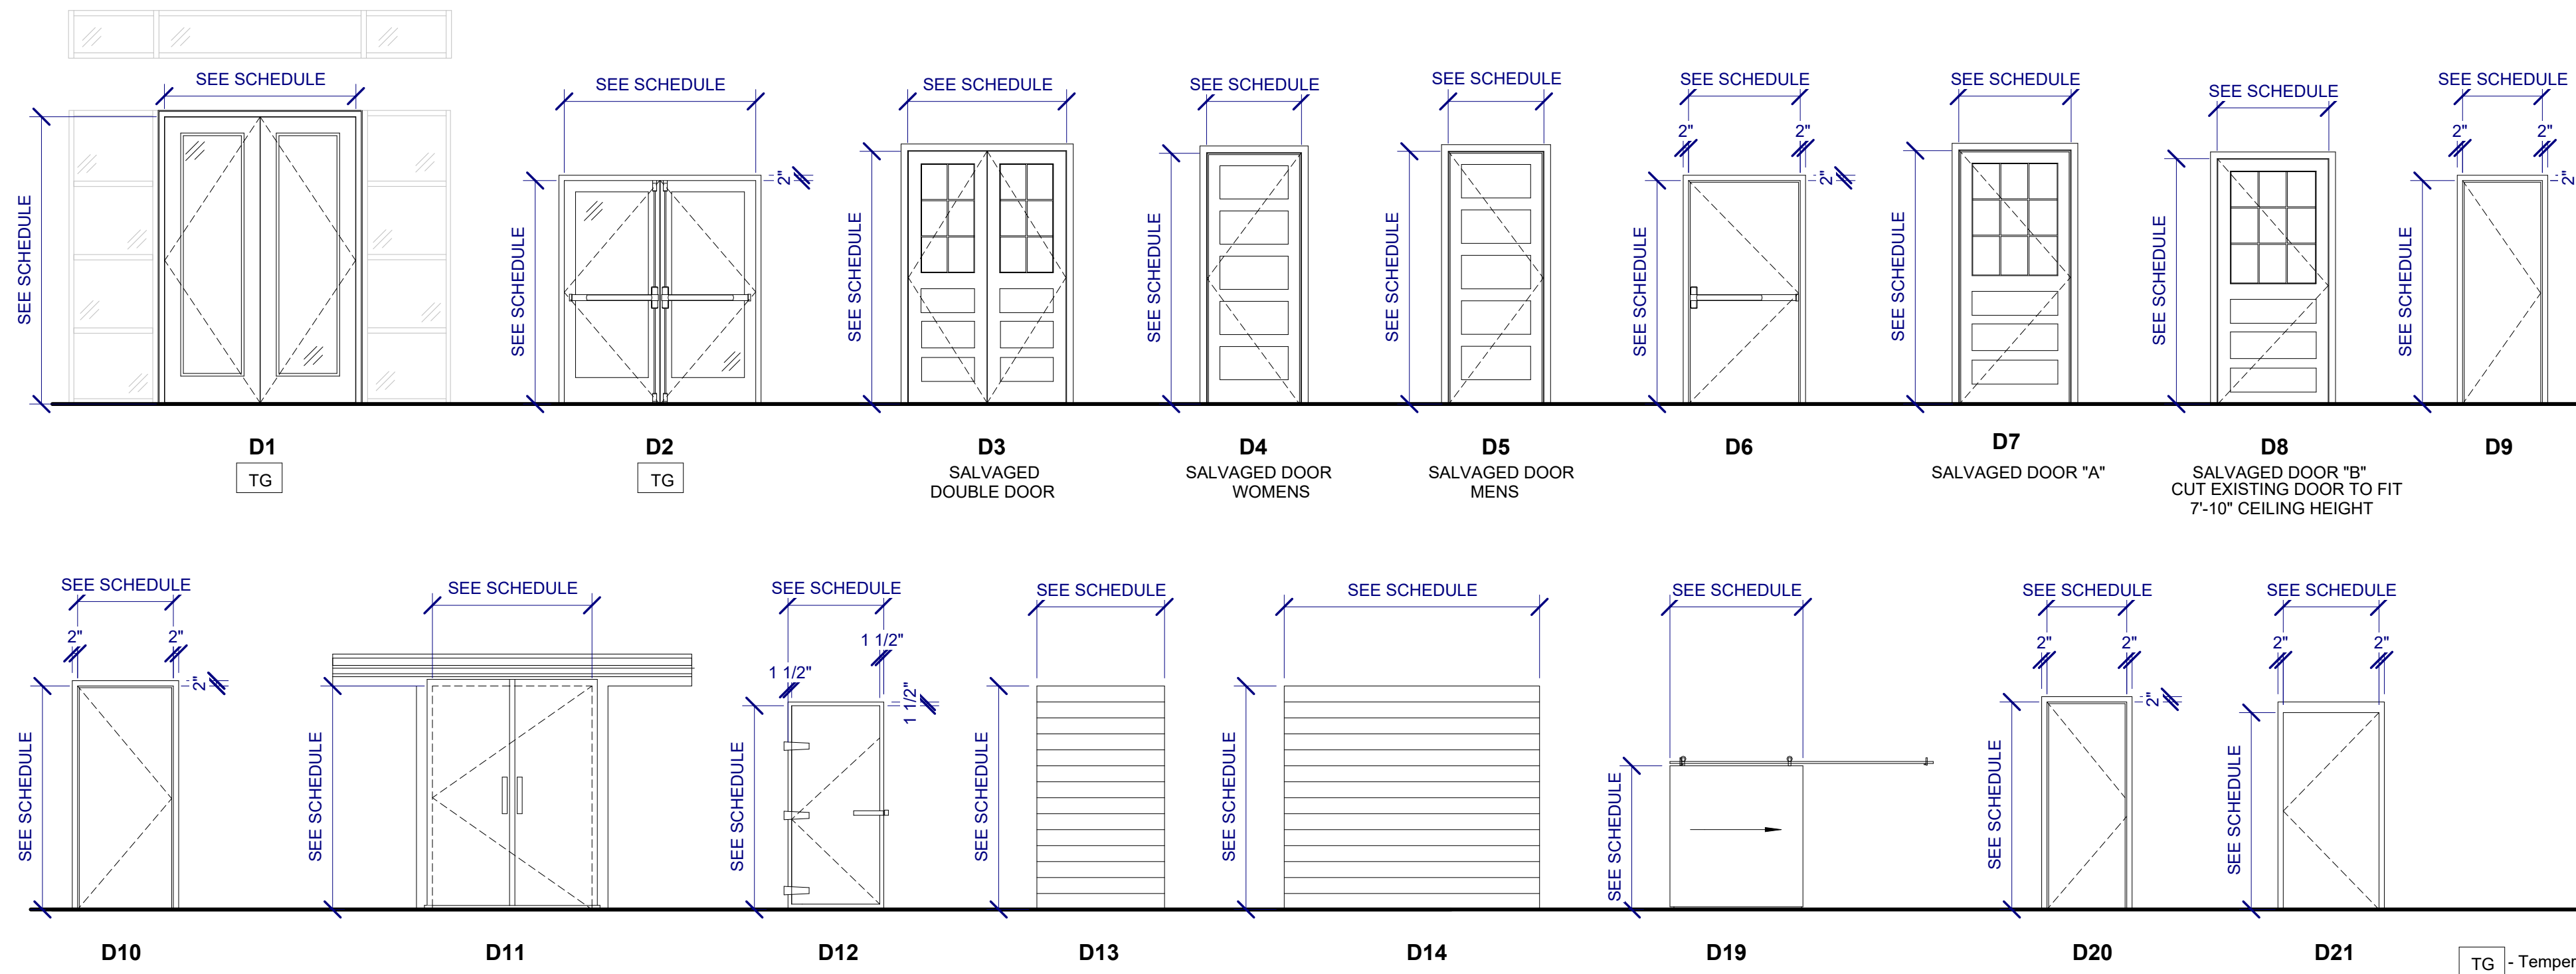 SEE SCHEDULE
SEE SCHEDULE
D1
TG
SEE SCHEDULE
SEE SCHEDULE
2"
D2
TG
SEE SCHEDULE
SEE SCHEDULE
D3
SALVAGED
DOUBLE DOOR
SEE SCHEDULE
SEE SCHEDULE
D4
SALVAGED DOOR
WOMENS
SEE SCHEDULE
SEE SCHEDULE
D5
SALVAGED DOOR
MENS
SEE SCHEDULE
2"
2"
2"
SEE SCHEDULE
D6
SEE SCHEDULE
SEE SCHEDULE
D7
SALVAGED DOOR "A"
SEE SCHEDULE
SEE SCHEDULE
D8
SALVAGED DOOR "B"
CUT EXISTING DOOR TO FIT
7'-10" CEILING HEIGHT
SEE SCHEDULE
2"
2"
2"
SEE SCHEDULE
D9
SEE SCHEDULE
2"
2"
2"
SEE SCHEDULE
D10
SEE SCHEDULE
SEE SCHEDULE
D11
SEE SCHEDULE
1 1/2"
1 1/2"
1 1/2"
SEE SCHEDULE
D12
SEE SCHEDULE
SEE SCHEDULE
D13
SEE SCHEDULE
SEE SCHEDULE
D14
SEE SCHEDULE
SEE SCHEDULE
D19
SEE SCHEDULE
2"
2"
2"
SEE SCHEDULE
D20
SEE SCHEDULE
2"
2"
SEE SCHEDULE
D21
TG - Temper